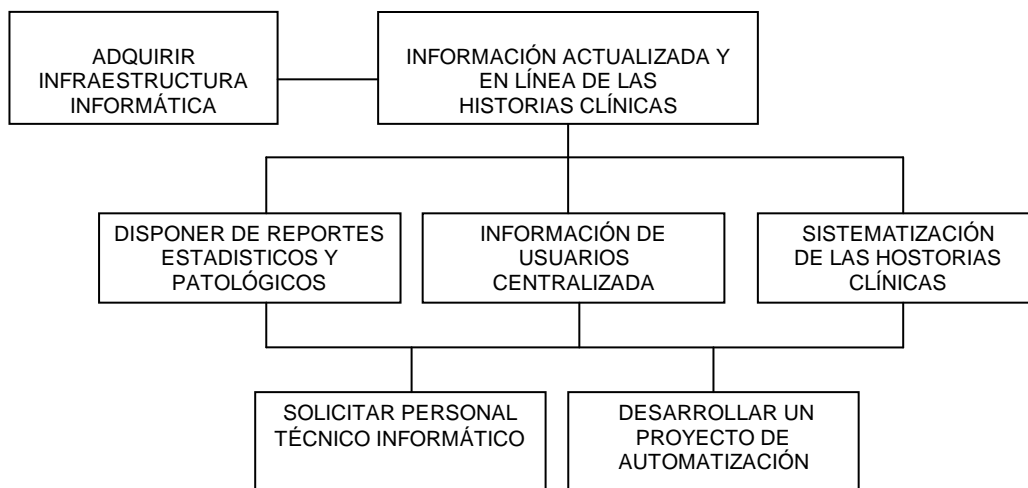 ADQUIRIR
INFRAESTRUCTURA
INFORMÁTICA
INFORMACIÓN ACTUALIZADA Y
EN LÍNEA DE LAS
HISTORIAS CLÍNICAS
DISPONER DE REPORTES
ESTADISTICOS Y
PATOLÓGICOS
INFORMACIÓN DE
USUARIOS
CENTRALIZADA
SISTEMATIZACIÓN
DE LAS HOSTORIAS
CLÍNICAS
SOLICITAR PERSONAL
TÉCNICO INFORMÁTICO
DESARROLLAR UN
PROYECTO DE
AUTOMATIZACIÓN